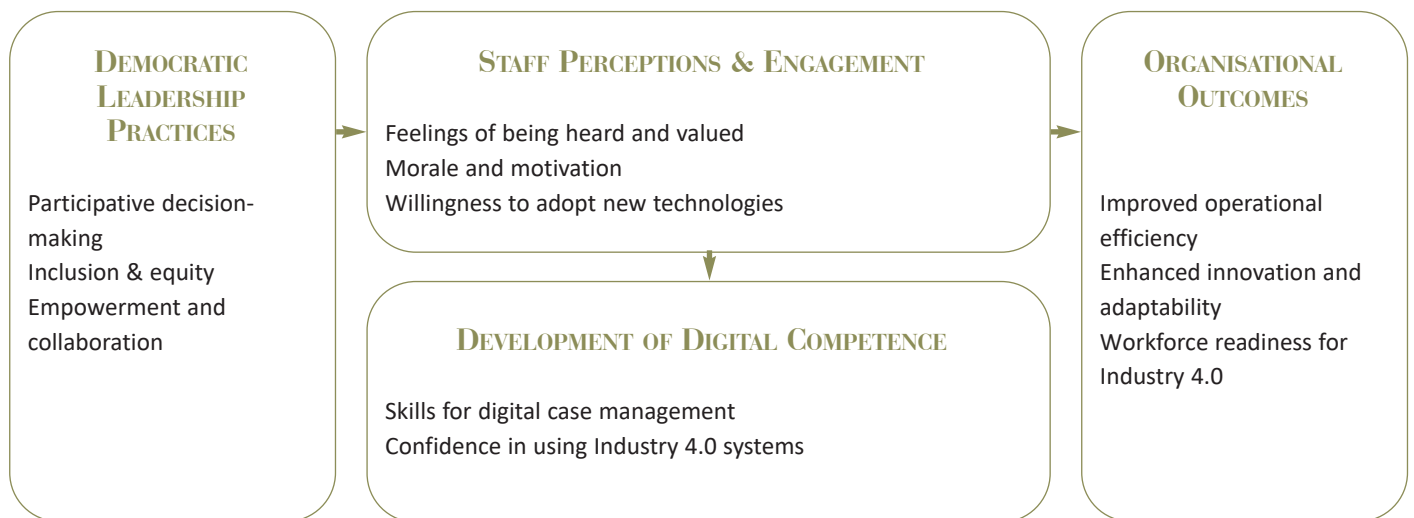 Democratic
Leadership
Practices
Participative decision-
making
Inclusion & equity
Empowerment and
collaboration
Staff Perceptions & Engagement
Feelings of being heard and valued
Morale and motivation
Willingness to adopt new technologies
Development of Digital Competence
Skills for digital case management
Confidence in using Industry 4.0 systems
Organisational
Outcomes
Improved operational
efficiency
Enhanced innovation and
adaptability
Workforce readiness for
Industry 4.0